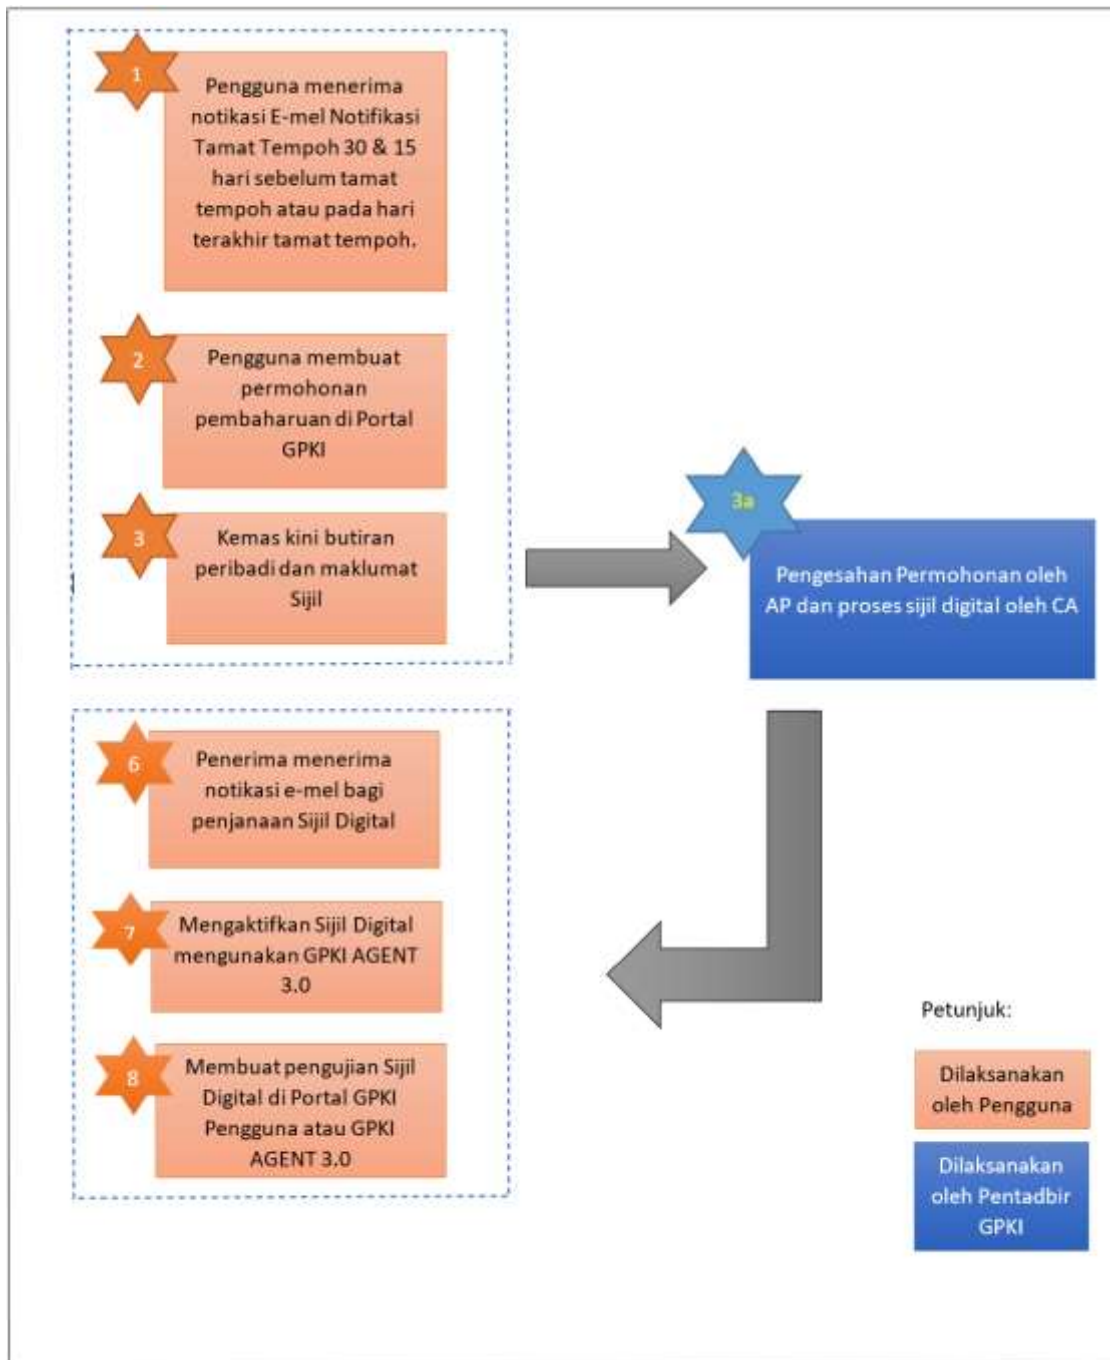 1
Pengguna menerima
notikasi E-mel Notifikasi
Tamat Tempoh 30 & 15
hari sebelum tamat
tempoh atau pada hari
terakhir tamat tempoh.
2
Pengguna membuat
permohonan
pembaharuan di Portal
GPKI
3
Kemas kini butiran
peribadi dan maklumat
Sijil
3a
Pengesahan Permohonan oleh
AP dan proses sijil digital oleh CA
6
Penerima menerima
notikasi e-mel bagi
penjanaan Sijil Digital
7
Mengaktifkan Sijil Digital
mengunakan GPKI AGENT
3.0
8
Membuat pengujian Sijil
Digital di Portal GPKI
Pengguna atau GPKI
AGENT 3.0
Petunjuk:
Dilaksanakan
oleh Pengguna
Dilaksanakan
oleh Pentadbir
GPKI